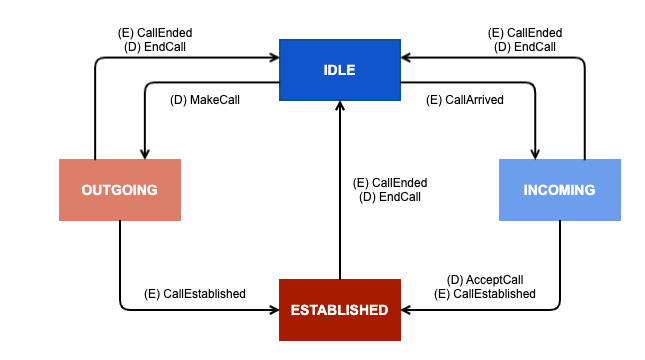 (E) CallEnded
(D) EndCall
(E) CallEnded
(D) EndCall
IDLE
(D) MakeCall
(E) CallArrived
OUTGOING
(E) CallEnded
(D) EndCall
INCOMING
(E) CallEstablished
(D) AcceptCall
(E) CallEstablished
ESTABLISHED